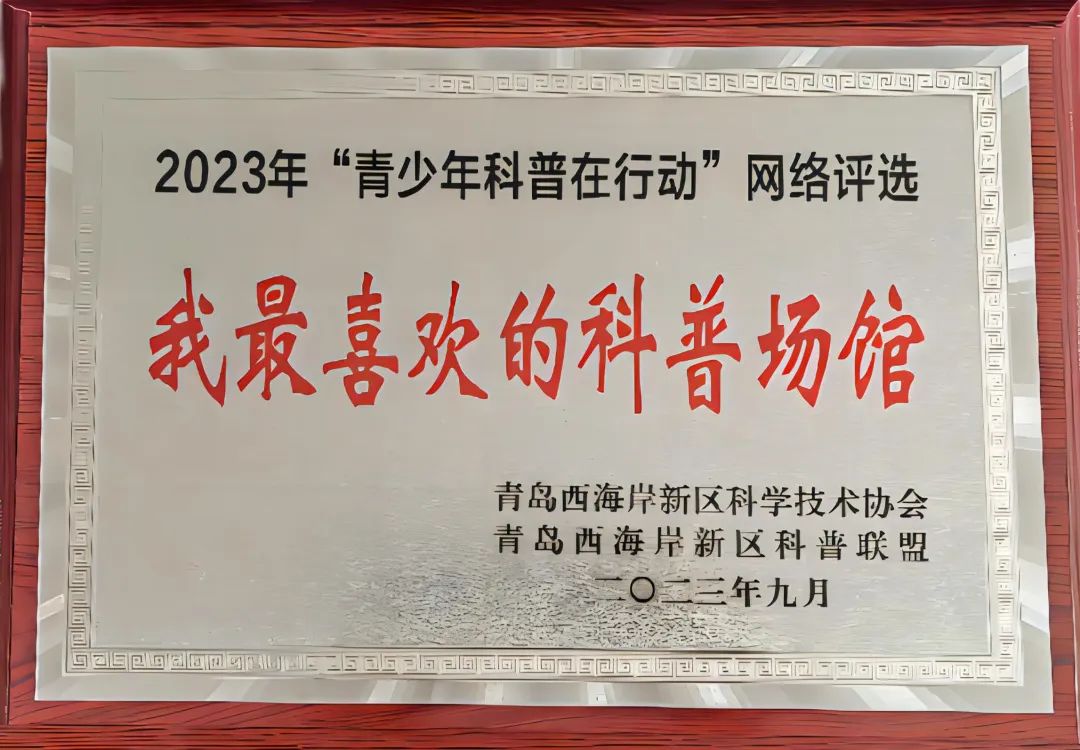 2023年“青少年科普在行动”网络评选
我最喜欢的科普场馆
青岛西海岸新区科学技术协会
青岛西海岸新区科普联盟
二〇二三年九月